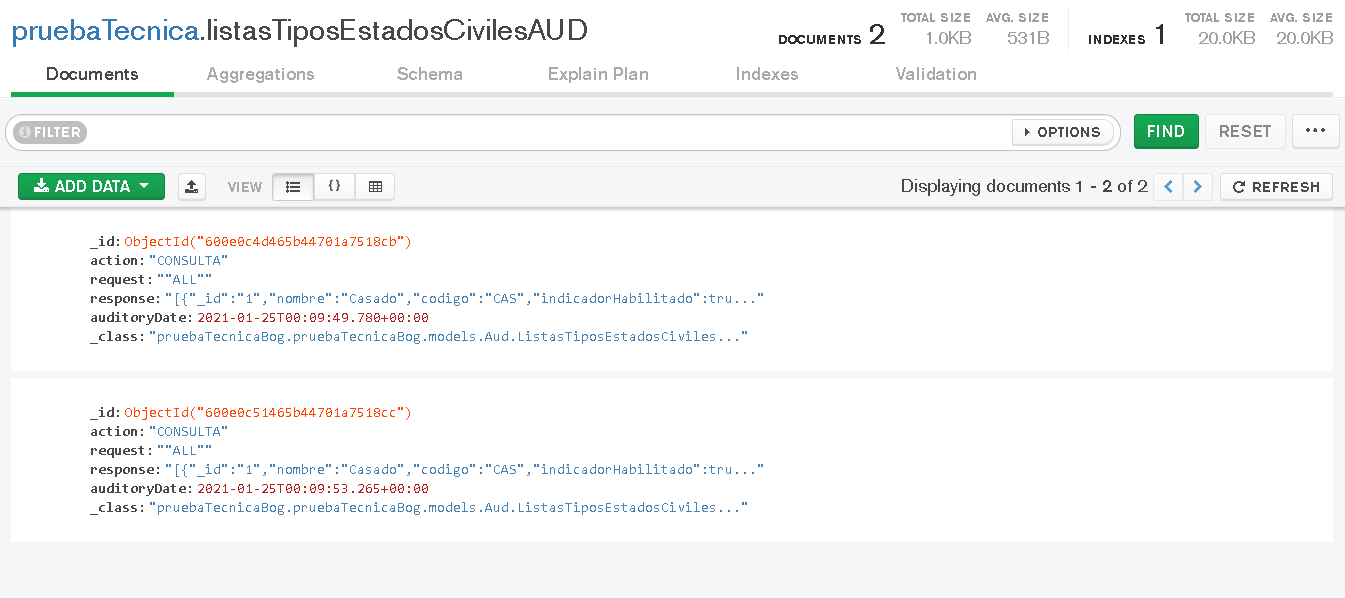 pruebaTecnica.listasTiposEstadosCivilesAUD
DOCUMENTS 2 TOTAL SIZE 1.0KB AVG. SIZE 531B INDEXES 1 TOTAL SIZE 20.0KB AVG. SIZE 20.0KB
Documents Aggregations Schema Explain Plan Indexes Validation
FILTER OPTIONS FIND RESET ···
ADD DATA VIEW {} Displaying documents 1 - 2 of 2 REFRESH
_id: ObjectId("600e0c4d465b44701a7518cb")
action: "CONSULTA"
request: ""ALL""
response: "[{"_id":"1","nombre":"Casado","codigo":"CAS","indicadorHabilitado":tru..."
auditoryDate: 2021-01-25T00:09:49.780+00:00
_class: "pruebaTecnicaBog.pruebaTecnicaBog.models.Aud.ListasTiposEstadosCiviles..."
_id: ObjectId("600e0c51465b44701a7518cc")
action: "CONSULTA"
request: ""ALL""
response: "[{"_id":"1","nombre":"Casado","codigo":"CAS","indicadorHabilitado":tru..."
auditoryDate: 2021-01-25T00:09:53.265+00:00
_class: "pruebaTecnicaBog.pruebaTecnicaBog.models.Aud.ListasTiposEstadosCiviles..."